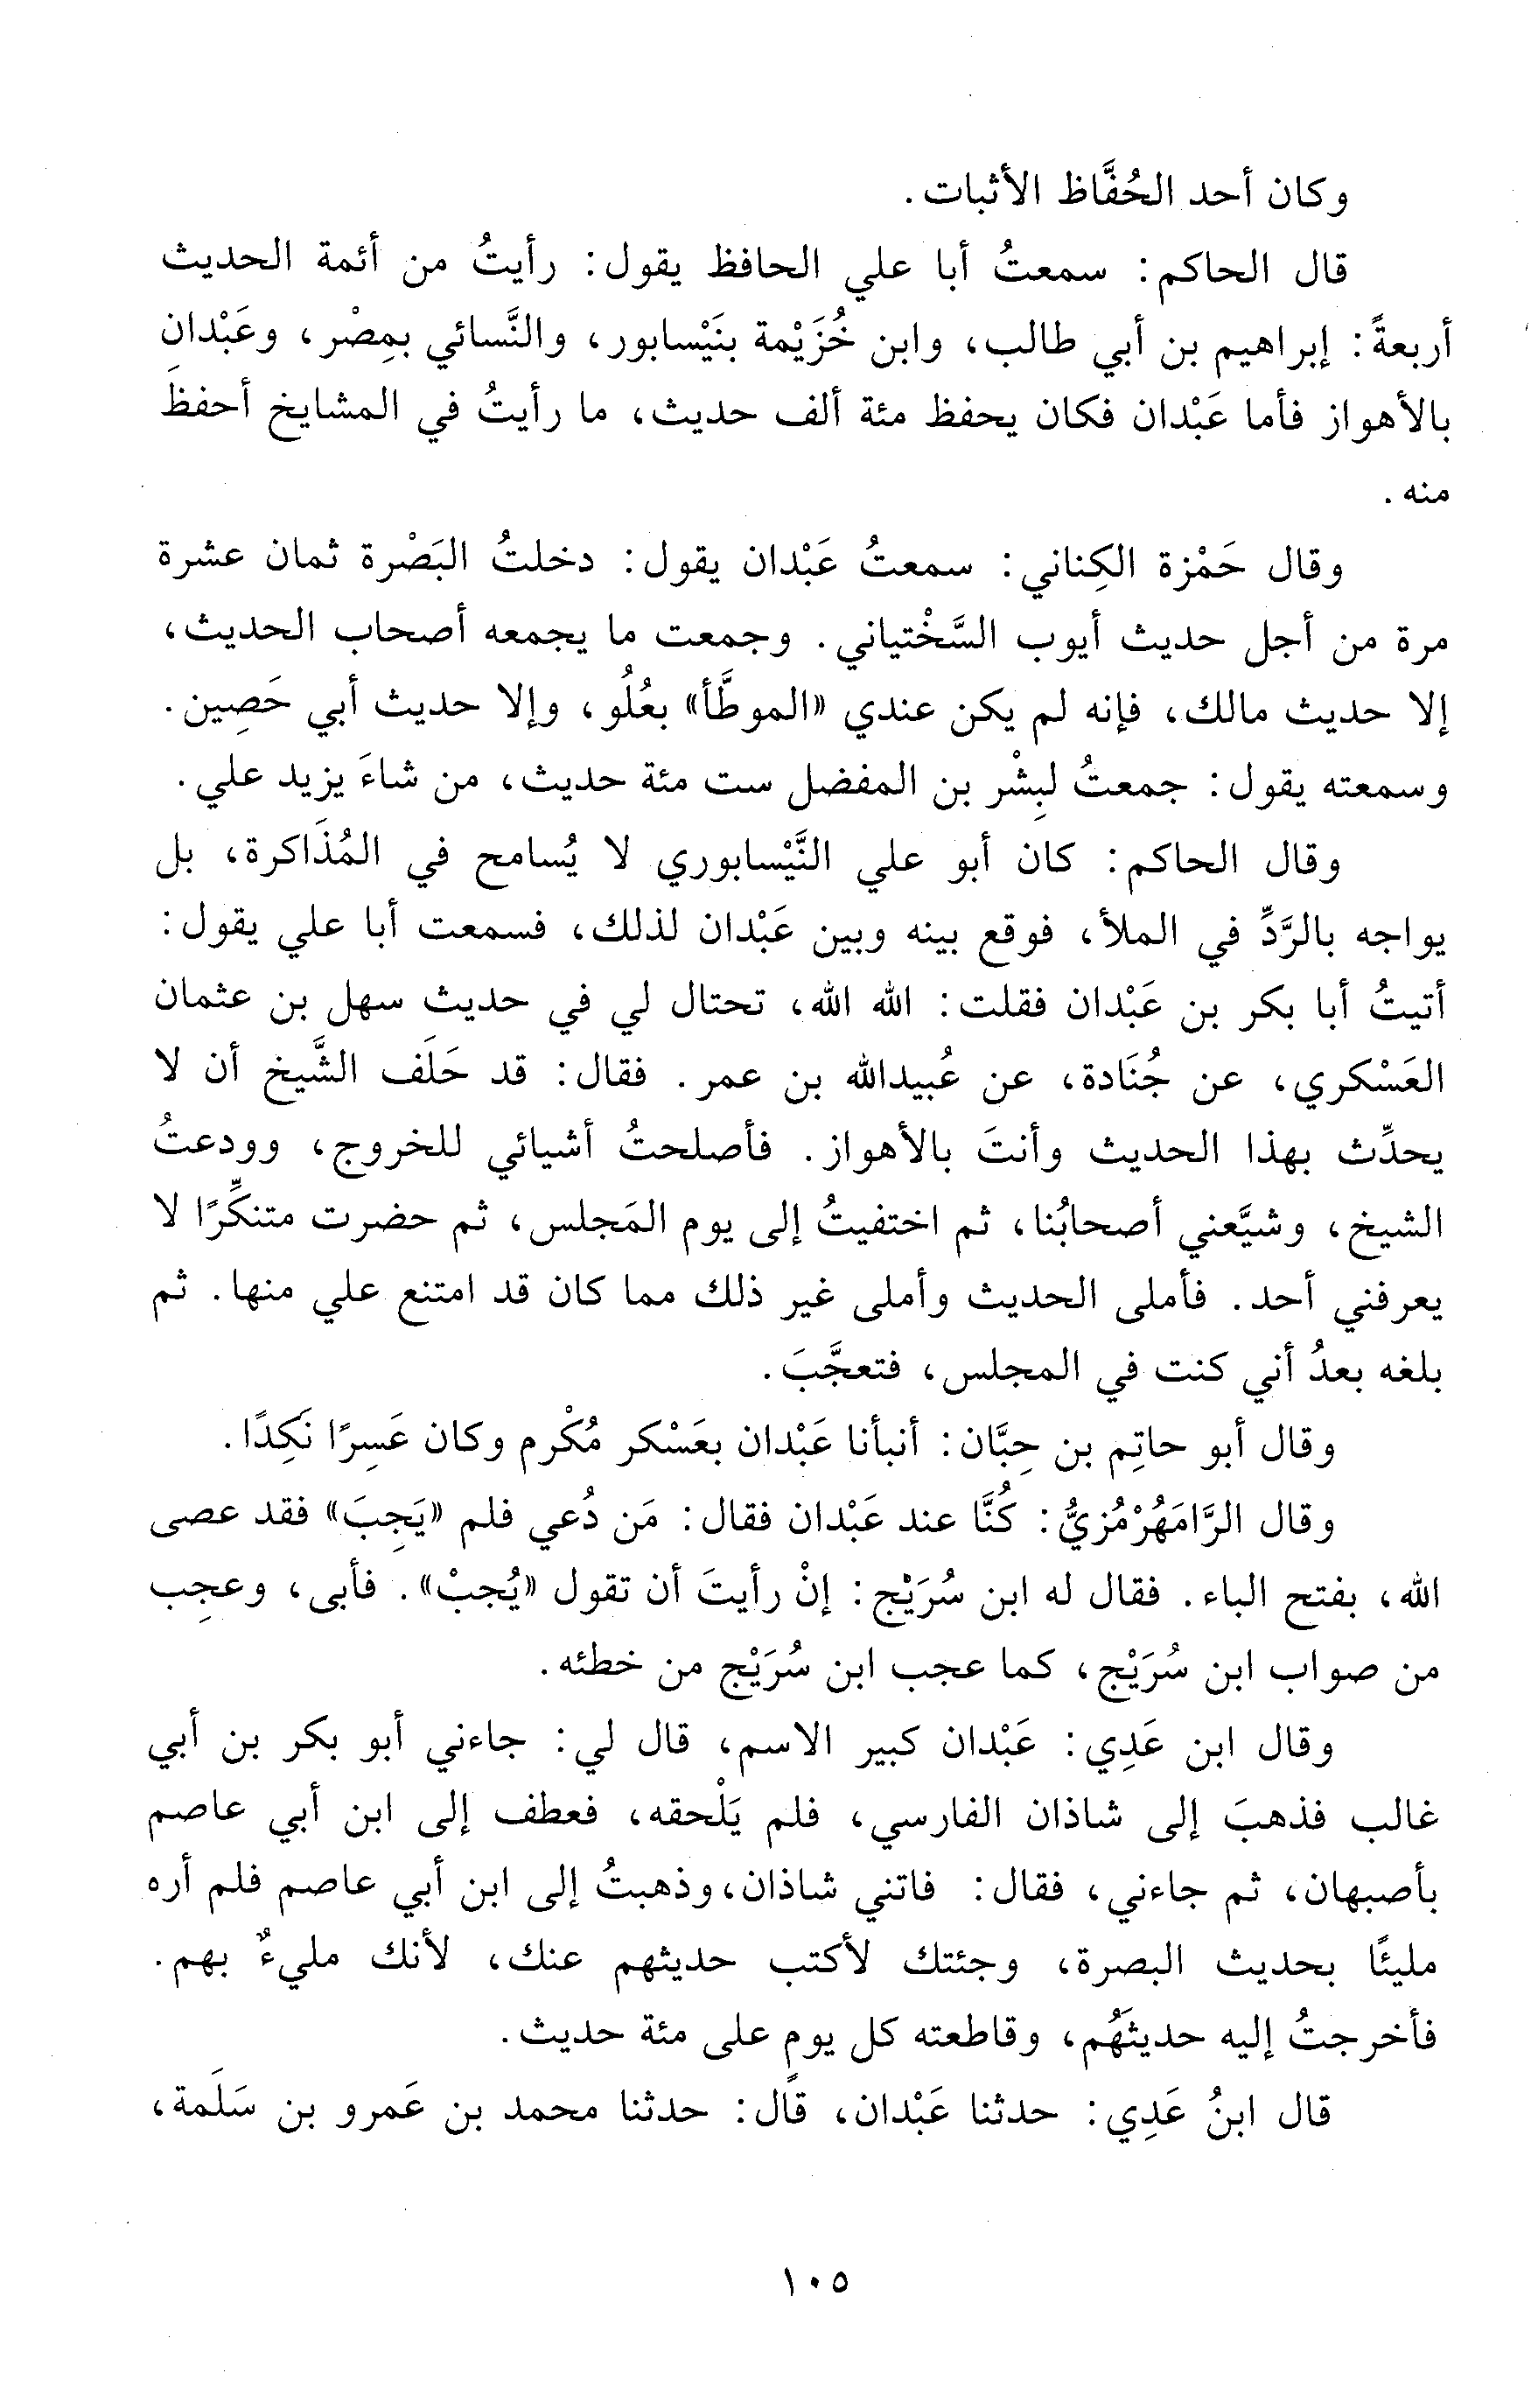 وكان أحد الحُفَّاظ الأثبات.
قال الحاكم: سمعتُ أبا علي الحافظ يقول: رأيتُ من أئمة الحديث
أربعةً: إبراهيم بن أبي طالب، وابن خُزَيْمة بنَيْسابور، والنَّسائي بمِصْر، وعَبْدانَ
بالأهواز فأما عَبْدان فكان يحفظ مئة ألف حديث، ما رأيتُ في المشايخ أحفظَ
منه.
وقال حَمْزة الكِناني: سمعتُ عَبْدان يقول: دخلتُ البَصْرة ثمان عشرة
مرة من أجل حديث أيوب السَّخْتياني. وجمعت ما يجمعه أصحاب الحديث،
إلا حديث مالك، فإنه لم يكن عندي «الموطَّأ» بعُلُو، وإلا حديث أبي حَصِين.
وسمعته يقول: جمعتُ لبِشْر بن المفضل ست مئة حديث، من شاءَ يزيد علي.
وقال الحاكم: كان أبو علي النَّيْسابوري لا يُسامح في المُذَاكرة، بل
يواجه بالرَّدِّ في الملأ، فوقع بينه وبين عَبْدان لذلك، فسمعت أبا علي يقول:
أتيتُ أبا بكر بن عَبْدان فقلت: الله الله، تحتال لي في حديث سهل بن عثمان
العَسْكري، عن جُنَادة، عن عُبيدالله بن عمر. فقال: قد حَلَف الشَّيخ أن لا
يحدِّث بهذا الحديث وأنتَ بالأهواز. فأصلحتُ أشيائي للخروج، وودعتُ
الشيخ، وشيَّعني أصحابُنا، ثم اختفيتُ إلى يوم المَجلس، ثم حضرت متنكِّرًا لا
يعرفني أحد. فأملى الحديث وأملى غير ذلك مما كان قد امتنع علي منها. ثم
بلغه بعدُ أني كنت في المجلس، فتعجَّبَ.
وقال أبو حاتِم بن حِبَّان: أنبأنا عَبْدان بعَسْكر مُكْرم وكان عَسِرًا نَكِدًا.
وقال الرَّامَهُرْمُزيُّ: كُنَّا عند عَبْدان فقال: مَن دُعي فلم «يَجِبَ» فقد عصى
الله، بفتح الباء. فقال له ابن سُرَيْج: إنْ رأيتَ أن تقول «يُجبْ». فأبى، وعجِب
من صواب ابن سُرَيْج، كما عجب ابن سُرَيْج من خطئه.
وقال ابن عَدِي: عَبْدان كبير الاسم، قال لي: جاءني أبو بكر بن أبي
غالب فذهبَ إلى شاذان الفارسي، فلم يَلْحقه، فعطف إلى ابن أبي عاصم
بأصبهان، ثم جاءني، فقال: فاتني شاذان، وذهبتُ إلى ابن أبي عاصم فلم أره
مليئًا بحديث البصرة، وجئتك لأكتب حديثهم عنك، لأنك مليءٌ بهم.
فأخرجتُ إليه حديثَهُم، وقاطعته كل يومٍ على مئة حديث.
قال ابنُ عَدِي: حدثنا عَبْدان، قال: حدثنا محمد بن عَمرو بن سَلَمة،
١٠٥